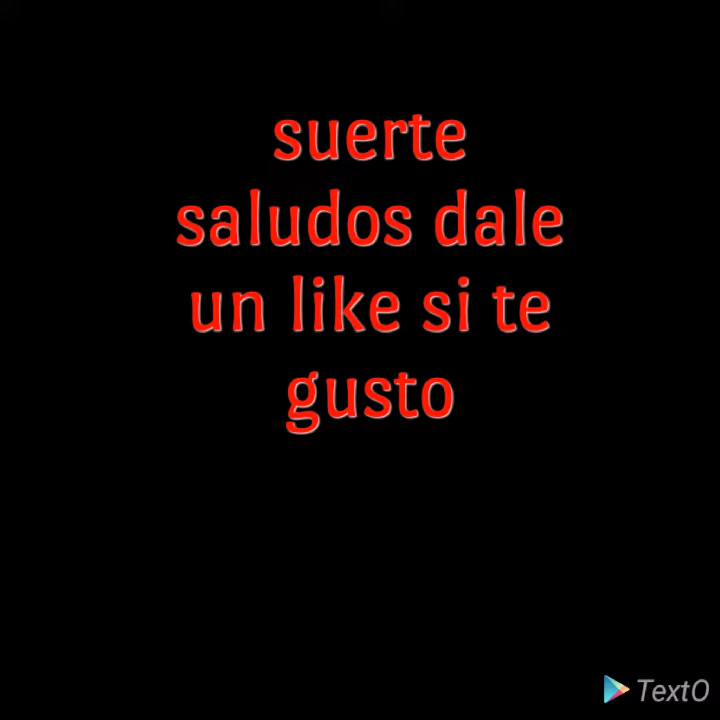 suerte
saludos dale
un like si te
gusto
TextO